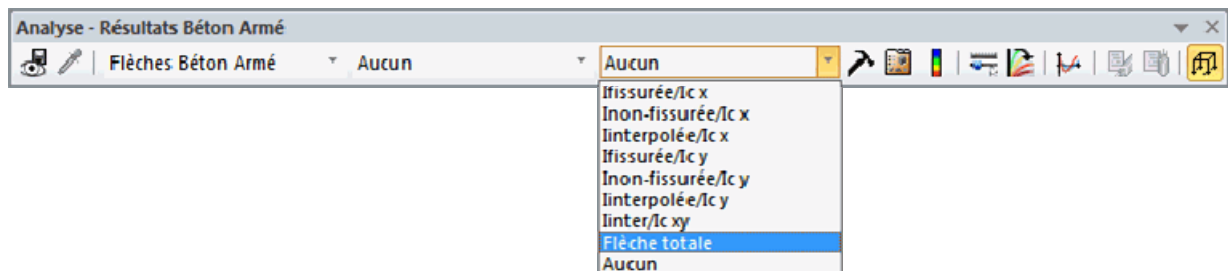 Analyse - Résultats Béton Armé
Flèches Béton Armé Aucun Aucun
Ifissurée/Ic x
Inon-fissurée/Ic x
Iinterpolée/Ic x
Ifissurée/Ic y
Inon-fissurée/Ic y
Iinterpolée/Ic y
Iinter/Ic xy
Flèche totale
Aucun